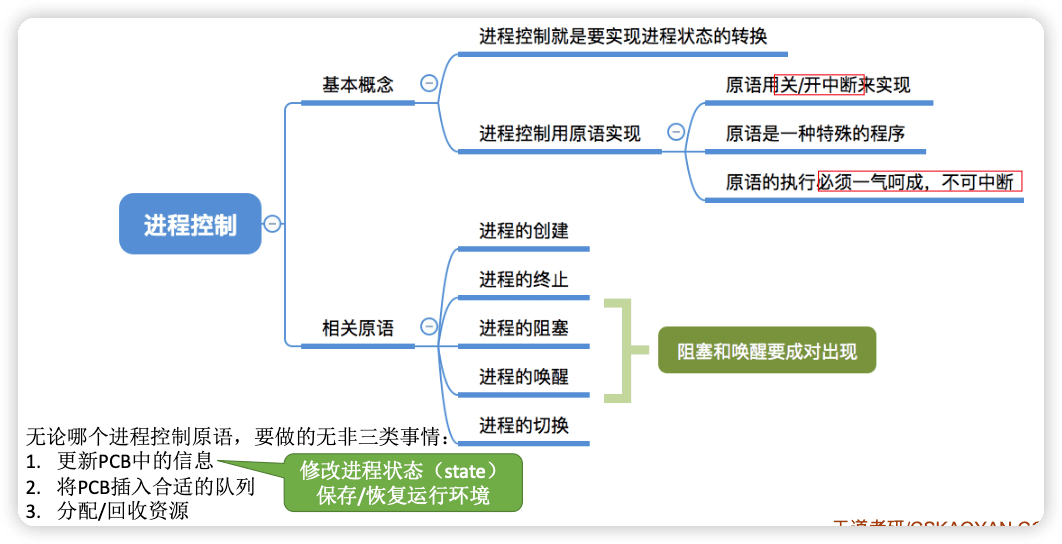 进程控制就是要实现进程状态的转换
基本概念
原语用关/开中断来实现
进程控制用原语实现
原语是一种特殊的程序
原语的执行必须一气呵成，不可中断
进程控制
进程的创建
进程的终止
相关原语
进程的阻塞
阻塞和唤醒要成对出现
进程的唤醒
进程的切换
无论哪个进程控制原语，要做的无非三类事情：
1. 更新PCB中的信息
2. 将PCB插入合适的队列
3. 分配/回收资源
修改进程状态（state）
保存/恢复运行环境